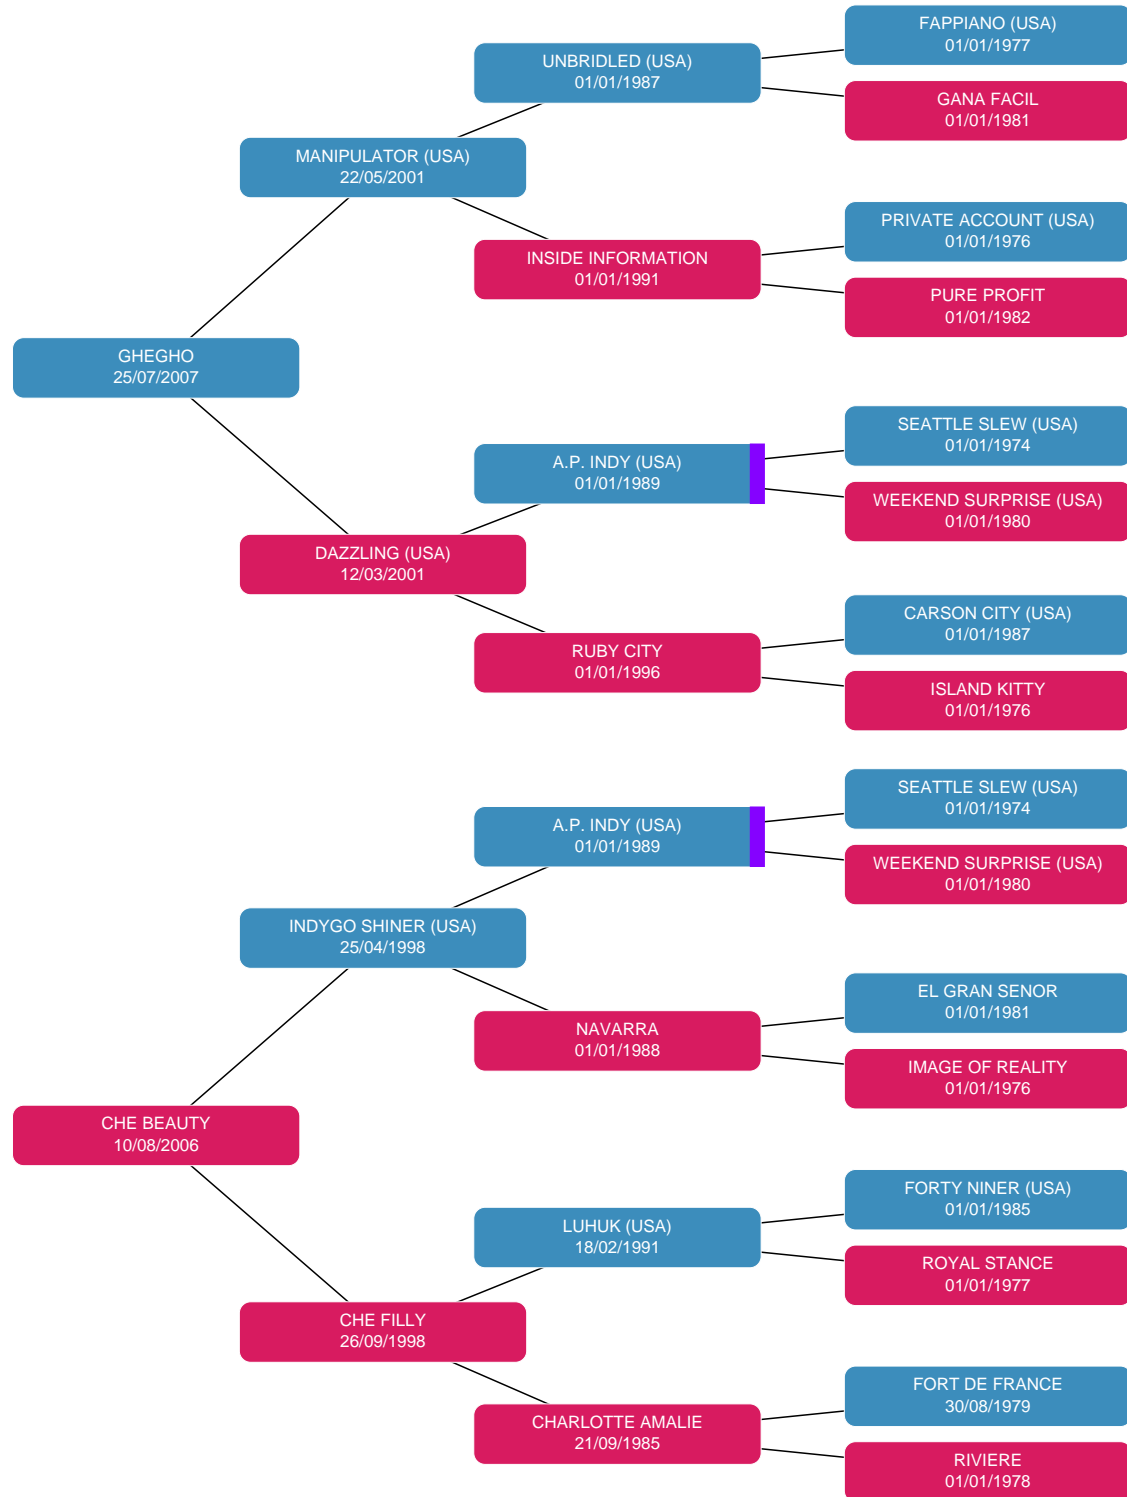 FAPPIANO (USA)
01/01/1977
UNBRIDLED (USA)
01/01/1987
GANA FACIL
01/01/1981
MANIPULATOR (USA)
22/05/2001
PRIVATE ACCOUNT (USA)
01/01/1976
INSIDE INFORMATION
01/01/1991
PURE PROFIT
01/01/1982
GHEGHO
25/07/2007
SEATTLE SLEW (USA)
01/01/1974
A.P. INDY (USA)
01/01/1989
WEEKEND SURPRISE (USA)
01/01/1980
DAZZLING (USA)
12/03/2001
CARSON CITY (USA)
01/01/1987
RUBY CITY
01/01/1996
ISLAND KITTY
01/01/1976
SEATTLE SLEW (USA)
01/01/1974
A.P. INDY (USA)
01/01/1989
WEEKEND SURPRISE (USA)
01/01/1980
INDYGO SHINER (USA)
25/04/1998
EL GRAN SENOR
01/01/1981
NAVARRA
01/01/1988
IMAGE OF REALITY
01/01/1976
CHE BEAUTY
10/08/2006
FORTY NINER (USA)
01/01/1985
LUHUK (USA)
18/02/1991
ROYAL STANCE
01/01/1977
CHE FILLY
26/09/1998
FORT DE FRANCE
30/08/1979
CHARLOTTE AMALIE
21/09/1985
RIVIERE
01/01/1978